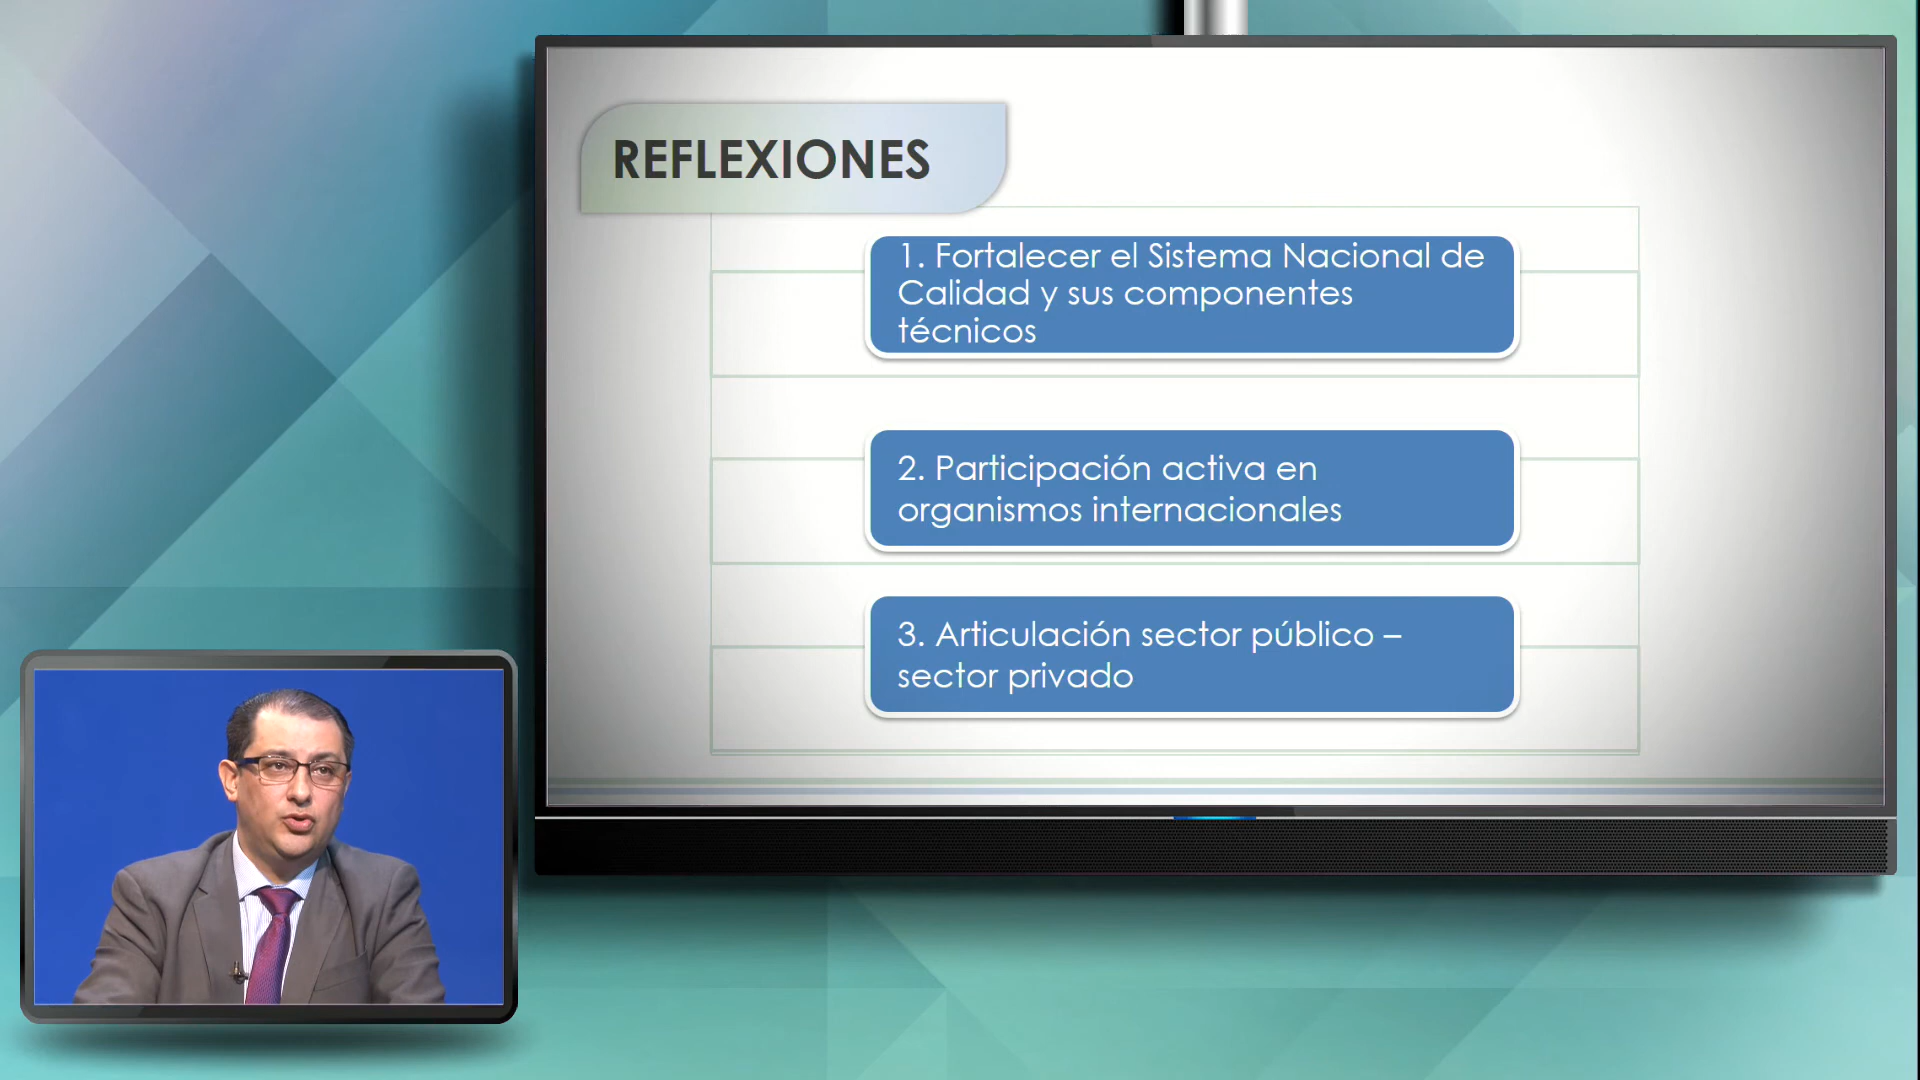 REFLEXIONES
1. Fortalecer el Sistema Nacional de
Calidad y sus componentes
técnicos
2. Participación activa en
organismos internacionales
3. Articulación sector público –
sector privado